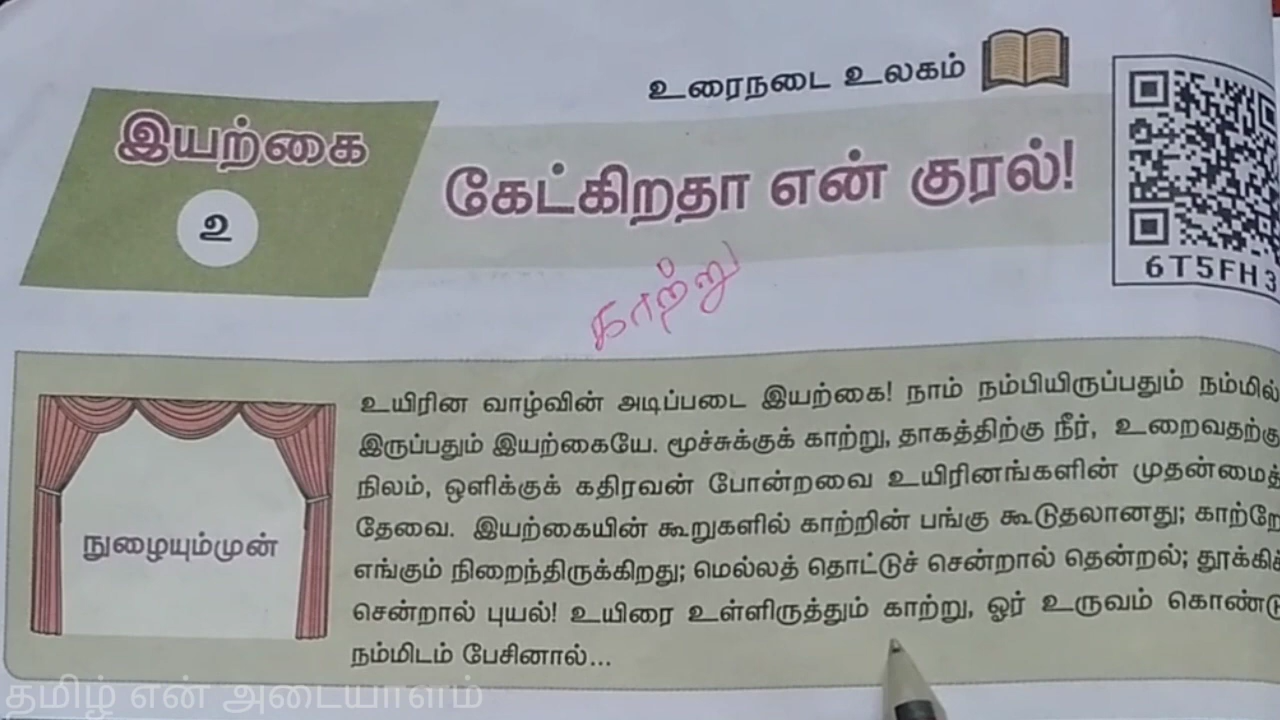 உரைநடை உலகம்
இயற்கை
௨
கேட்கிறதா என் குரல்!
6T5FH3
காற்று
உயிரின வாழ்வின் அடிப்படை இயற்கை! நாம் நம்பியிருப்பதும் நம்மில்
இருப்பதும் இயற்கையே. மூச்சுக்குக் காற்று, தாகத்திற்கு நீர், உறைவதற்கு
நிலம், ஒளிக்குக் கதிரவன் போன்றவை உயிரினங்களின் முதன்மைத்
தேவை. இயற்கையின் கூறுகளில் காற்றின் பங்கு கூடுதலானது; காற்றே
எங்கும் நிறைந்திருக்கிறது; மெல்லத் தொட்டுச் சென்றால் தென்றல்;
சென்றால் புயல்! உயிரை உள்ளிருத்தும் காற்று, ஓர் உருவம் கொண்டு
நம்மிடம் பேசினால்...
நுழையும்முன்
தமிழ் என் அடையாளம்